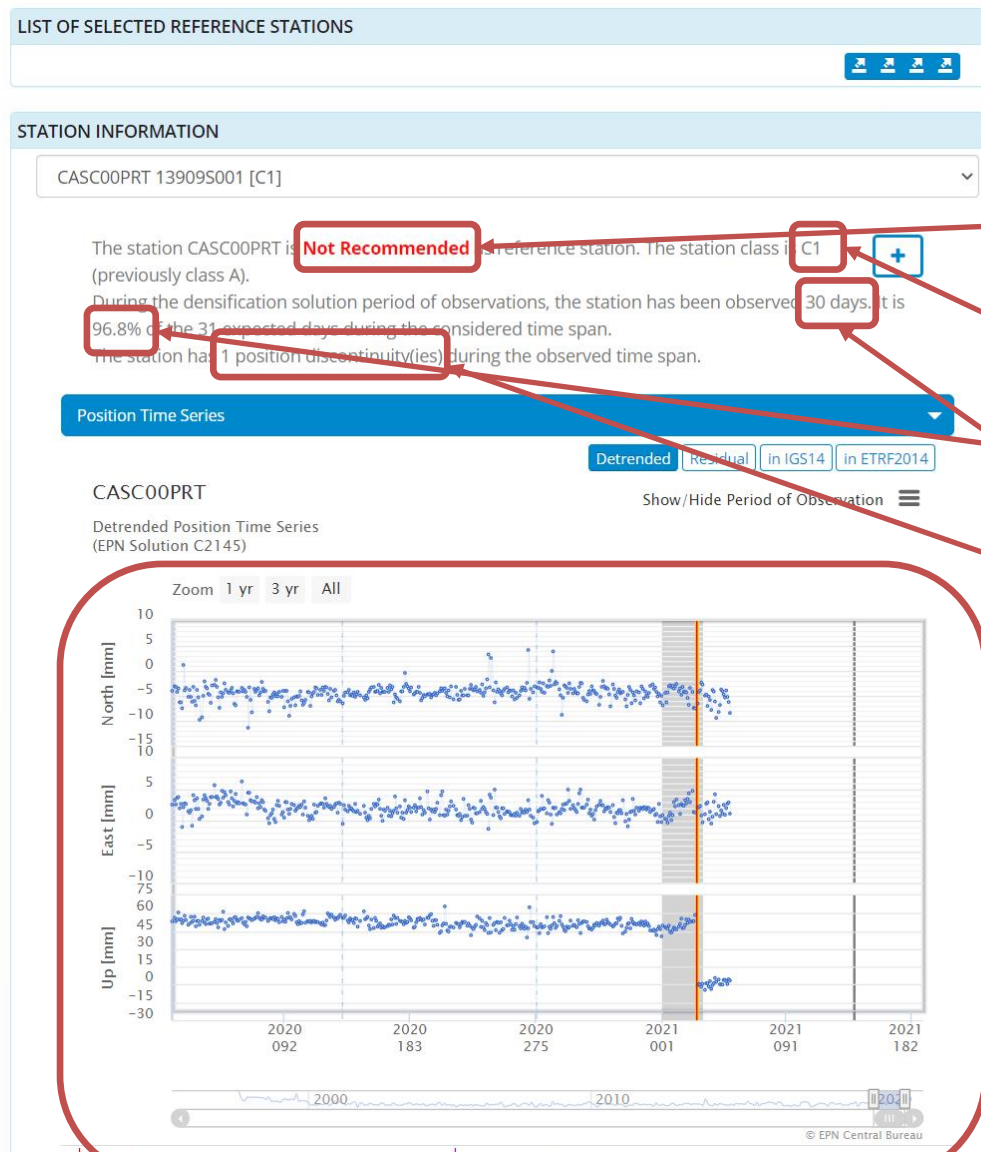 LIST OF SELECTED REFERENCE STATIONS
STATION INFORMATION
CASC00PRT 13909S001 [C1]
The station CASC00PRT is Not Recommended as reference station. The station class is C1
(previously class A).
During the densification solution period of observations, the station has been observed 30 days. It is
96.8% of the 31 expected days during the considered time span.
The station has 1 position discontinuity(ies) during the observed time span.
+
Position Time Series
Detrended Residual in IGS14 in ETRF2014
CASC00PRT
Show/Hide Period of Observation
Detrended Position Time Series
(EPN Solution C2145)
Zoom 1 yr 3 yr All
North [mm]
10
5
0
-5
-10
-15
East [mm]
10
5
0
-5
-10
Up [mm]
75
60
45
30
15
0
-15
-30
2020 2020 2020 2021 2021 2021
092 183 275 001 091 182
2000 2010 2020
© EPN Central Bureau